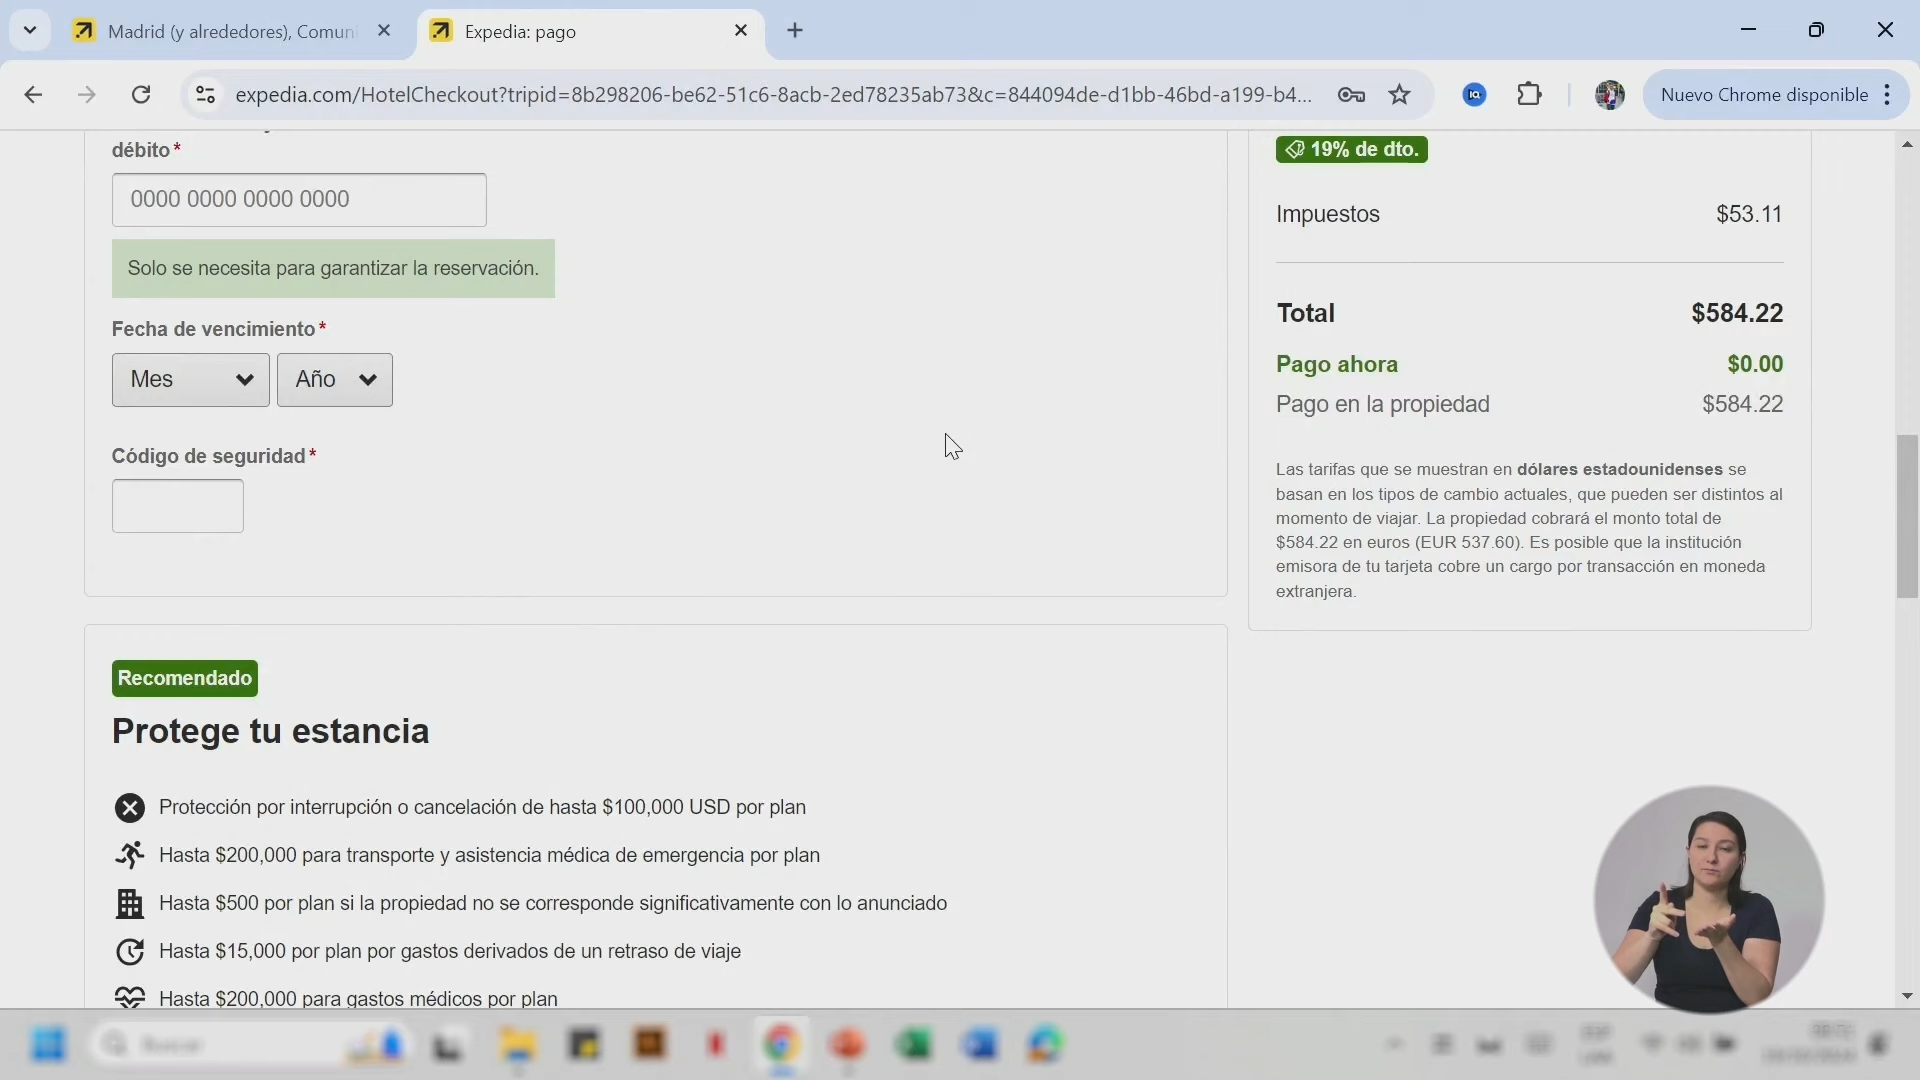 Madrid (y alrededores), Comuni
Expedia: pago
expedia.com/HotelCheckout?tripid=8b298206-be62-51c6-8acb-2ed78235ab73&c=844094de-d1bb-46bd-a199-b4...
Nuevo Chrome disponible
débito*
0000 0000 0000 0000
Solo se necesita para garantizar la reservación.
Fecha de vencimiento*
Mes
Año
Código de seguridad*
19% de dto.
Impuestos $53.11
Total $584.22
Pago ahora $0.00
Pago en la propiedad $584.22
Las tarifas que se muestran en dólares estadounidenses se
basan en los tipos de cambio actuales, que pueden ser distintos al
momento de viajar. La propiedad cobrará el monto total de
$584.22 en euros (EUR 537.60). Es posible que la institución
emisora de tu tarjeta cobre un cargo por transacción en moneda
extranjera.
Recomendado
Protege tu estancia
Protección por interrupción o cancelación de hasta $100,000 USD por plan
Hasta $200,000 para transporte y asistencia médica de emergencia por plan
Hasta $500 por plan si la propiedad no se corresponde significativamente con lo anunciado
Hasta $15,000 por plan por gastos derivados de un retraso de viaje
Hasta $200,000 para gastos médicos por plan
Buscar